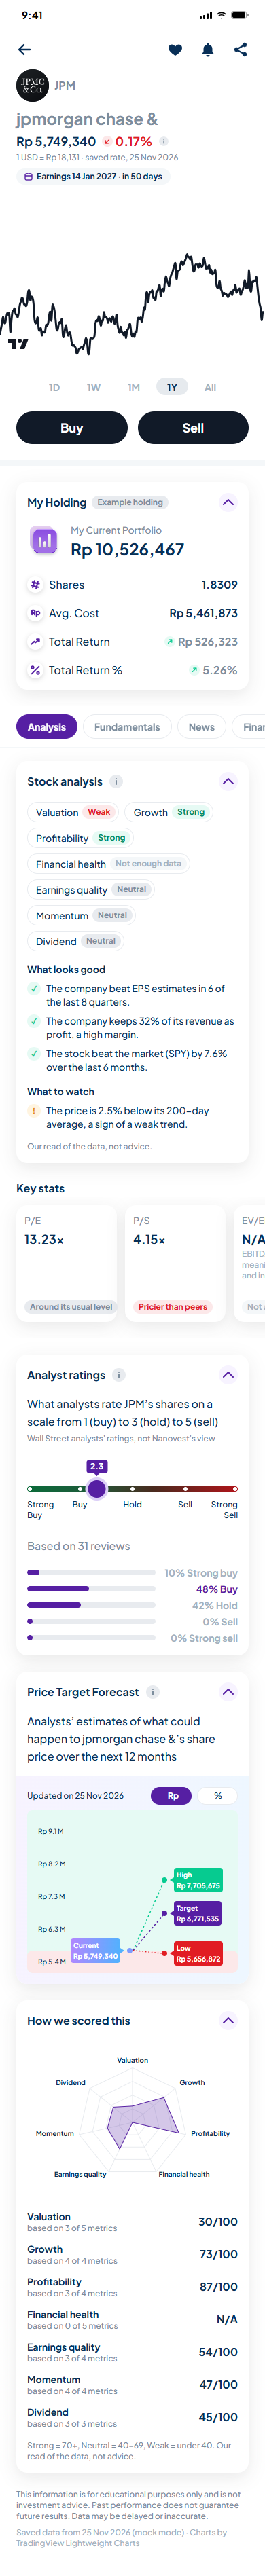 9:41
JPMC
& CO.
JPM
jpmorgan chase &
Rp 5,749,340 0.17% i
1 USD = Rp 18,131 · saved rate, 25 Nov 2026
Earnings 14 Jan 2027 · in 50 days
1D 1W 1M 1Y All
Buy Sell
My Holding Example holding
My Current Portfolio
Rp 10,526,467
Shares 1.8309
Rp Avg. Cost Rp 5,461,873
Total Return Rp 526,323
Total Return % 5.26%
Analysis Fundamentals News Finan
Stock analysis i
Valuation Weak Growth Strong
Profitability Strong
Financial health Not enough data
Earnings quality Neutral
Momentum Neutral
Dividend Neutral
What looks good
The company beat EPS estimates in 6 of
the last 8 quarters.
The company keeps 32% of its revenue as
profit, a high margin.
The stock beat the market (SPY) by 7.6%
over the last 6 months.
What to watch
! The price is 2.5% below its 200-day
average, a sign of a weak trend.
Our read of the data, not advice.
Key stats
P/E P/S EV/E
13.23× 4.15× N/A
EBITD
meani
and in
Around its usual level Pricier than peers Not a
Analyst ratings i
What analysts rate JPM's shares on a
scale from 1 (buy) to 3 (hold) to 5 (sell)
Wall Street analysts' ratings, not Nanovest's view
2.3
Strong Buy Hold Sell Strong
Buy Sell
Based on 31 reviews
10% Strong buy
48% Buy
42% Hold
0% Sell
0% Strong sell
Price Target Forecast i
Analysts' estimates of what could
happen to jpmorgan chase &'s share
price over the next 12 months
Updated on 25 Nov 2026 Rp %
Rp 9.1 M
Rp 8.2 M
High
Rp 7,705,675
Rp 7.3 M
Target
Rp 6,771,535
Rp 6.3 M
Current
Rp 5,749,340
Low
Rp 5,656,872
Rp 5.4 M
How we scored this
Valuation
Dividend Growth
Momentum Profitability
Earnings quality Financial health
Valuation 30/100
based on 3 of 5 metrics
Growth 73/100
based on 4 of 4 metrics
Profitability 87/100
based on 3 of 4 metrics
Financial health N/A
based on 0 of 5 metrics
Earnings quality 54/100
based on 3 of 4 metrics
Momentum 47/100
based on 4 of 4 metrics
Dividend 45/100
based on 3 of 3 metrics
Strong = 70+, Neutral = 40–69, Weak = under 40. Our
read of the data, not advice.
This information is for educational purposes only and is not
investment advice. Past performance does not guarantee
future results. Data may be delayed or inaccurate.
Saved data from 25 Nov 2026 (mock mode) · Charts by
TradingView Lightweight Charts